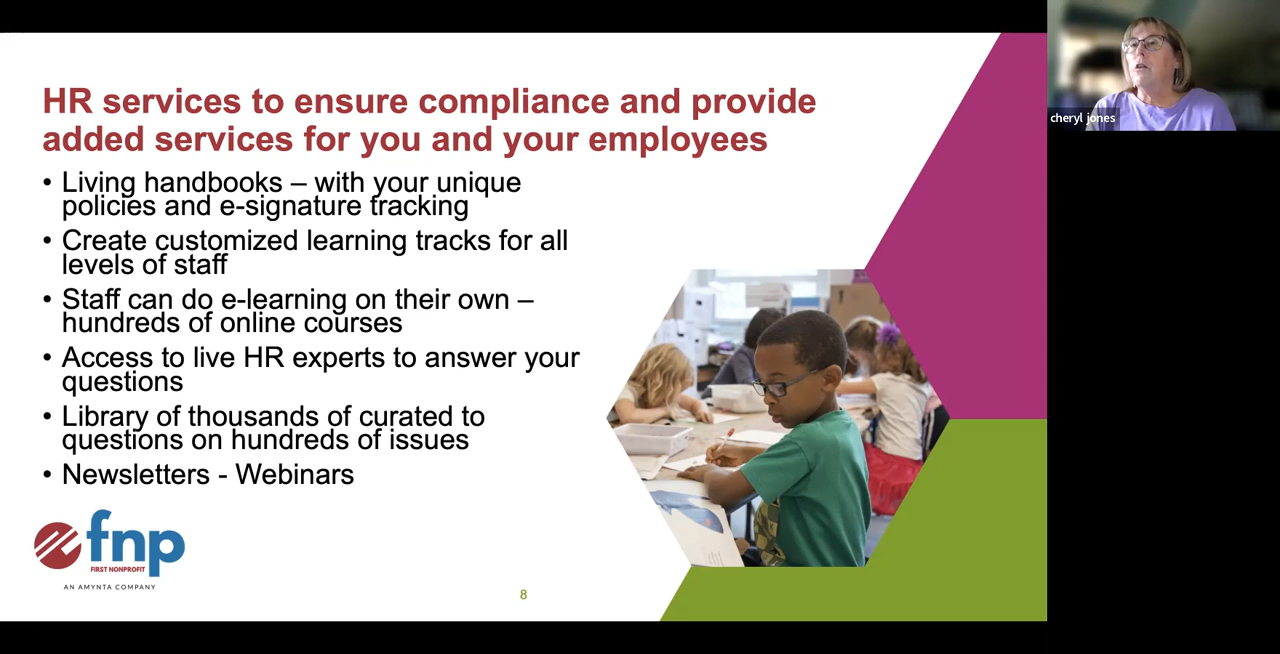 HR services to ensure compliance and provide
added services for you and your employees
• Living handbooks – with your unique
policies and e-signature tracking
• Create customized learning tracks for all
levels of staff
• Staff can do e-learning on their own –
hundreds of online courses
• Access to live HR experts to answer your
questions
• Library of thousands of curated to
questions on hundreds of issues
• Newsletters - Webinars
fnp
FIRST NONPROFIT
AN AMYNTA COMPANY
8
cheryl jones